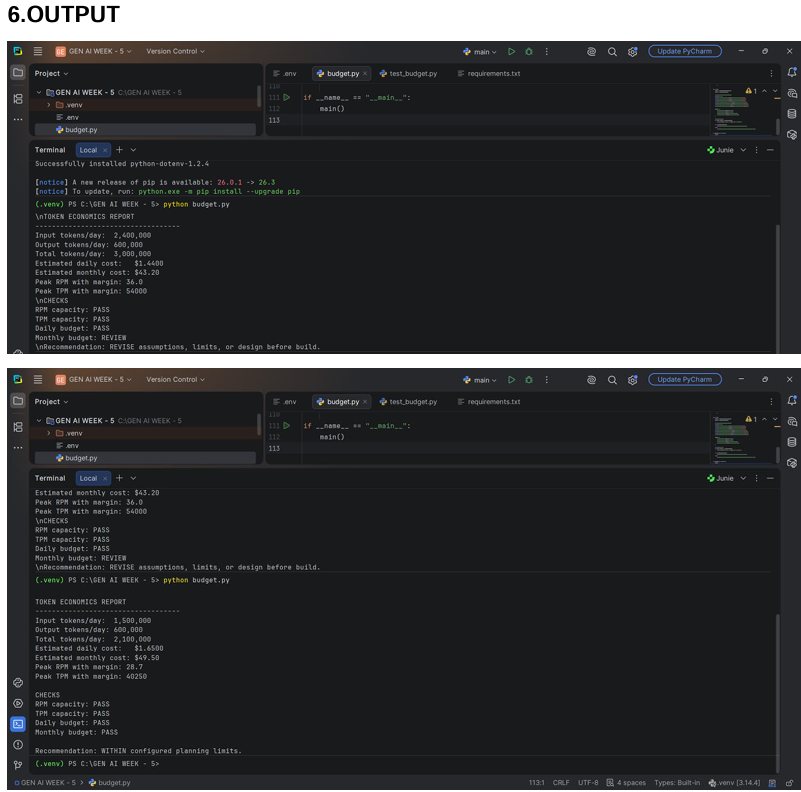 6.OUTPUT
GE GEN AI WEEK - 5 Version Control main Update PyCharm
Project .env budget.py test_budget.py requirements.txt
GEN AI WEEK - 5 C:\GEN AI WEEK - 5
.venv
.env
budget.py
110
111 if __name__ == "__main__":
112 main()
113
1
Terminal Local Junie
Successfully installed python-dotenv-1.2.4
[notice] A new release of pip is available: 26.0.1 -> 26.3
[notice] To update, run: python.exe -m pip install --upgrade pip
(.venv) PS C:\GEN AI WEEK - 5> python budget.py
\nTOKEN ECONOMICS REPORT
-----------------------------------
Input tokens/day: 2,400,000
Output tokens/day: 600,000
Total tokens/day: 3,000,000
Estimated daily cost: $1.4400
Estimated monthly cost: $43.20
Peak RPM with margin: 36.0
Peak TPM with margin: 54000
\nCHECKS
RPM capacity: PASS
TPM capacity: PASS
Daily budget: PASS
Monthly budget: REVIEW
\nRecommendation: REVISE assumptions, limits, or design before build.
GE GEN AI WEEK - 5 Version Control main Update PyCharm
Project .env budget.py test_budget.py requirements.txt
GEN AI WEEK - 5 C:\GEN AI WEEK - 5
.venv
.env
budget.py
110
111 if __name__ == "__main__":
112 main()
113
1
Terminal Local Junie
Estimated monthly cost: $43.20
Peak RPM with margin: 36.0
Peak TPM with margin: 54000
\nCHECKS
RPM capacity: PASS
TPM capacity: PASS
Daily budget: PASS
Monthly budget: REVIEW
\nRecommendation: REVISE assumptions, limits, or design before build.
(.venv) PS C:\GEN AI WEEK - 5> python budget.py
TOKEN ECONOMICS REPORT
-----------------------------------
Input tokens/day: 1,500,000
Output tokens/day: 600,000
Total tokens/day: 2,100,000
Estimated daily cost: $1.6500
Estimated monthly cost: $49.50
Peak RPM with margin: 28.7
Peak TPM with margin: 40250
CHECKS
RPM capacity: PASS
TPM capacity: PASS
Daily budget: PASS
Monthly budget: PASS
Recommendation: WITHIN configured planning limits.
(.venv) PS C:\GEN AI WEEK - 5>
GEN AI WEEK - 5 > budget.py 113:1 CRLF UTF-8 4 spaces Types: Built-in .venv [3.14.4]